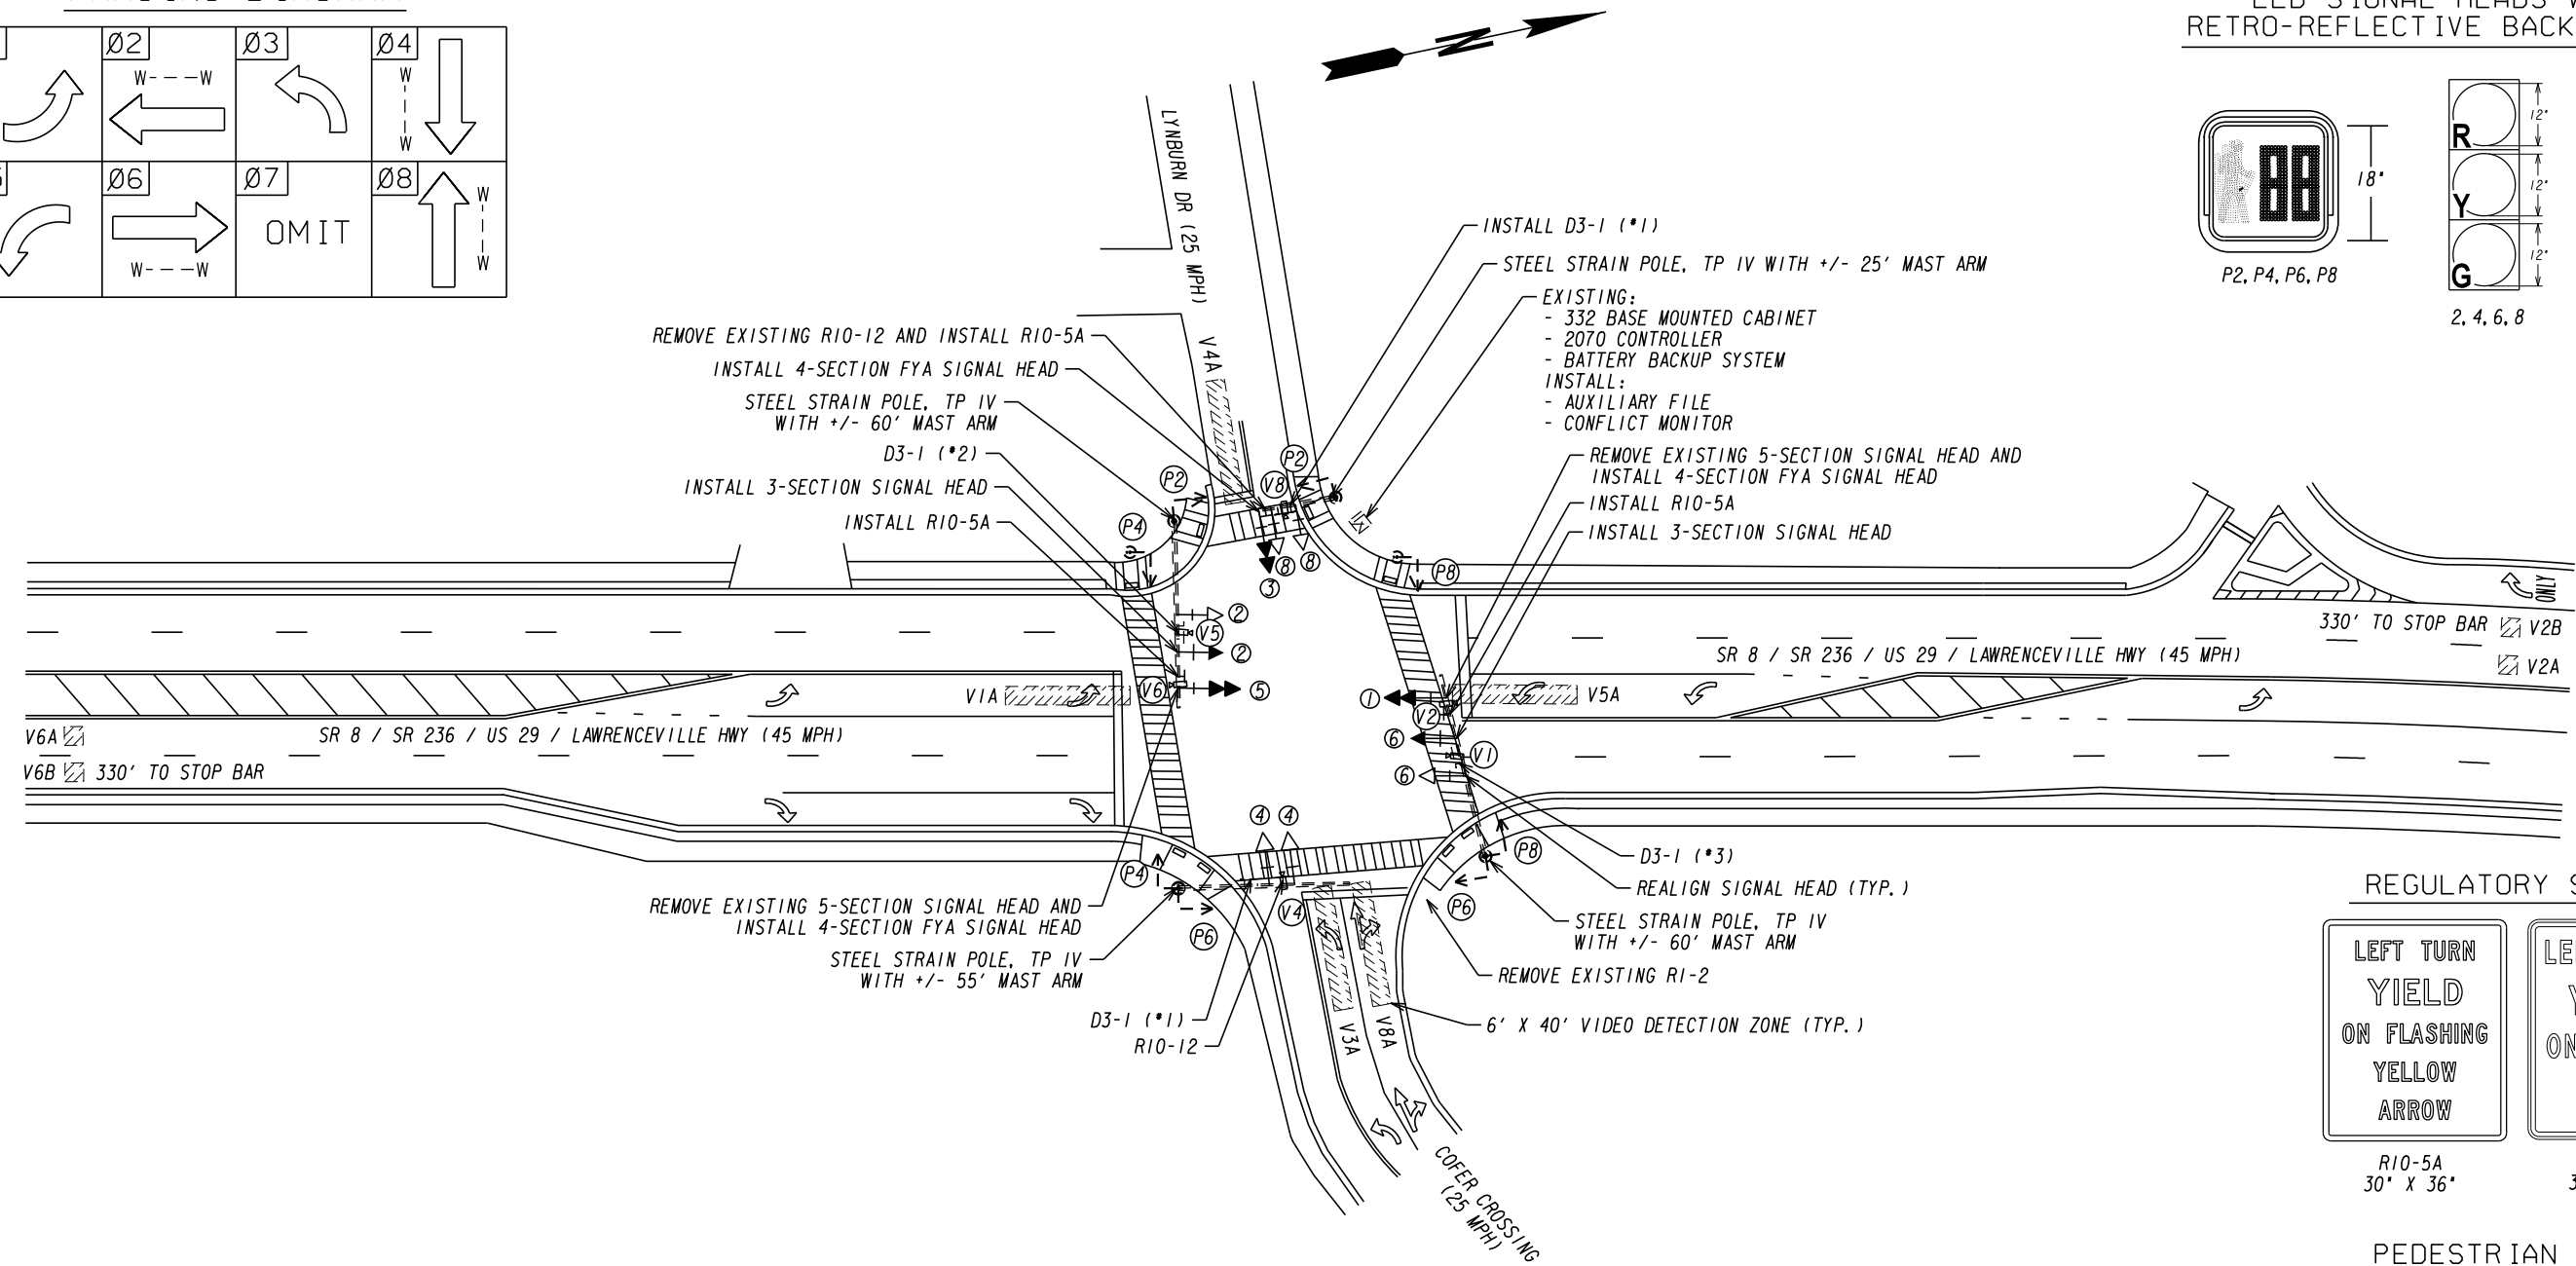 RETRO-REFLECTIVE BACK
Ø2
Ø3
Ø4
W---W
W
W
Ø6
Ø7
Ø8
OMIT
W---W
W
W
N
R
Y
G
12"
12"
12"
18"
88
P2, P4, P6, P8
2, 4, 6, 8
LYNBURN DR (25 MPH)
V4A
INSTALL D3-1 (#1)
STEEL STRAIN POLE, TP IV WITH +/- 25' MAST ARM
EXISTING:
- 332 BASE MOUNTED CABINET
- 2070 CONTROLLER
- BATTERY BACKUP SYSTEM
INSTALL:
- AUXILIARY FILE
- CONFLICT MONITOR
REMOVE EXISTING R10-12 AND INSTALL R10-5A
INSTALL 4-SECTION FYA SIGNAL HEAD
STEEL STRAIN POLE, TP IV
WITH +/- 60' MAST ARM
D3-1 (#2)
INSTALL 3-SECTION SIGNAL HEAD
INSTALL R10-5A
REMOVE EXISTING 5-SECTION SIGNAL HEAD AND
INSTALL 4-SECTION FYA SIGNAL HEAD
INSTALL R10-5A
INSTALL 3-SECTION SIGNAL HEAD
P2
P2
V8
P4
8
8
3
P8
2
V5
2
V6
5
V1A
1
V2
6
V1
6
V5A
4
4
P4
P6
V4
P8
P6
SR 8 / SR 236 / US 29 / LAWRENCEVILLE HWY (45 MPH)
330' TO STOP BAR
V2B
V2A
ONLY
V6A
SR 8 / SR 236 / US 29 / LAWRENCEVILLE HWY (45 MPH)
V6B
330' TO STOP BAR
REMOVE EXISTING 5-SECTION SIGNAL HEAD AND
INSTALL 4-SECTION FYA SIGNAL HEAD
STEEL STRAIN POLE, TP IV
WITH +/- 55' MAST ARM
D3-1 (#1)
R10-12
D3-1 (#3)
REALIGN SIGNAL HEAD (TYP.)
STEEL STRAIN POLE, TP IV
WITH +/- 60' MAST ARM
REMOVE EXISTING R1-2
6' X 40' VIDEO DETECTION ZONE (TYP.)
V3A
V8A
COFER CROSSING
(25 MPH)
REGULATORY
LEFT TURN
YIELD
ON FLASHING
YELLOW
ARROW
R10-5A
30" X 36"
PEDESTRIAN